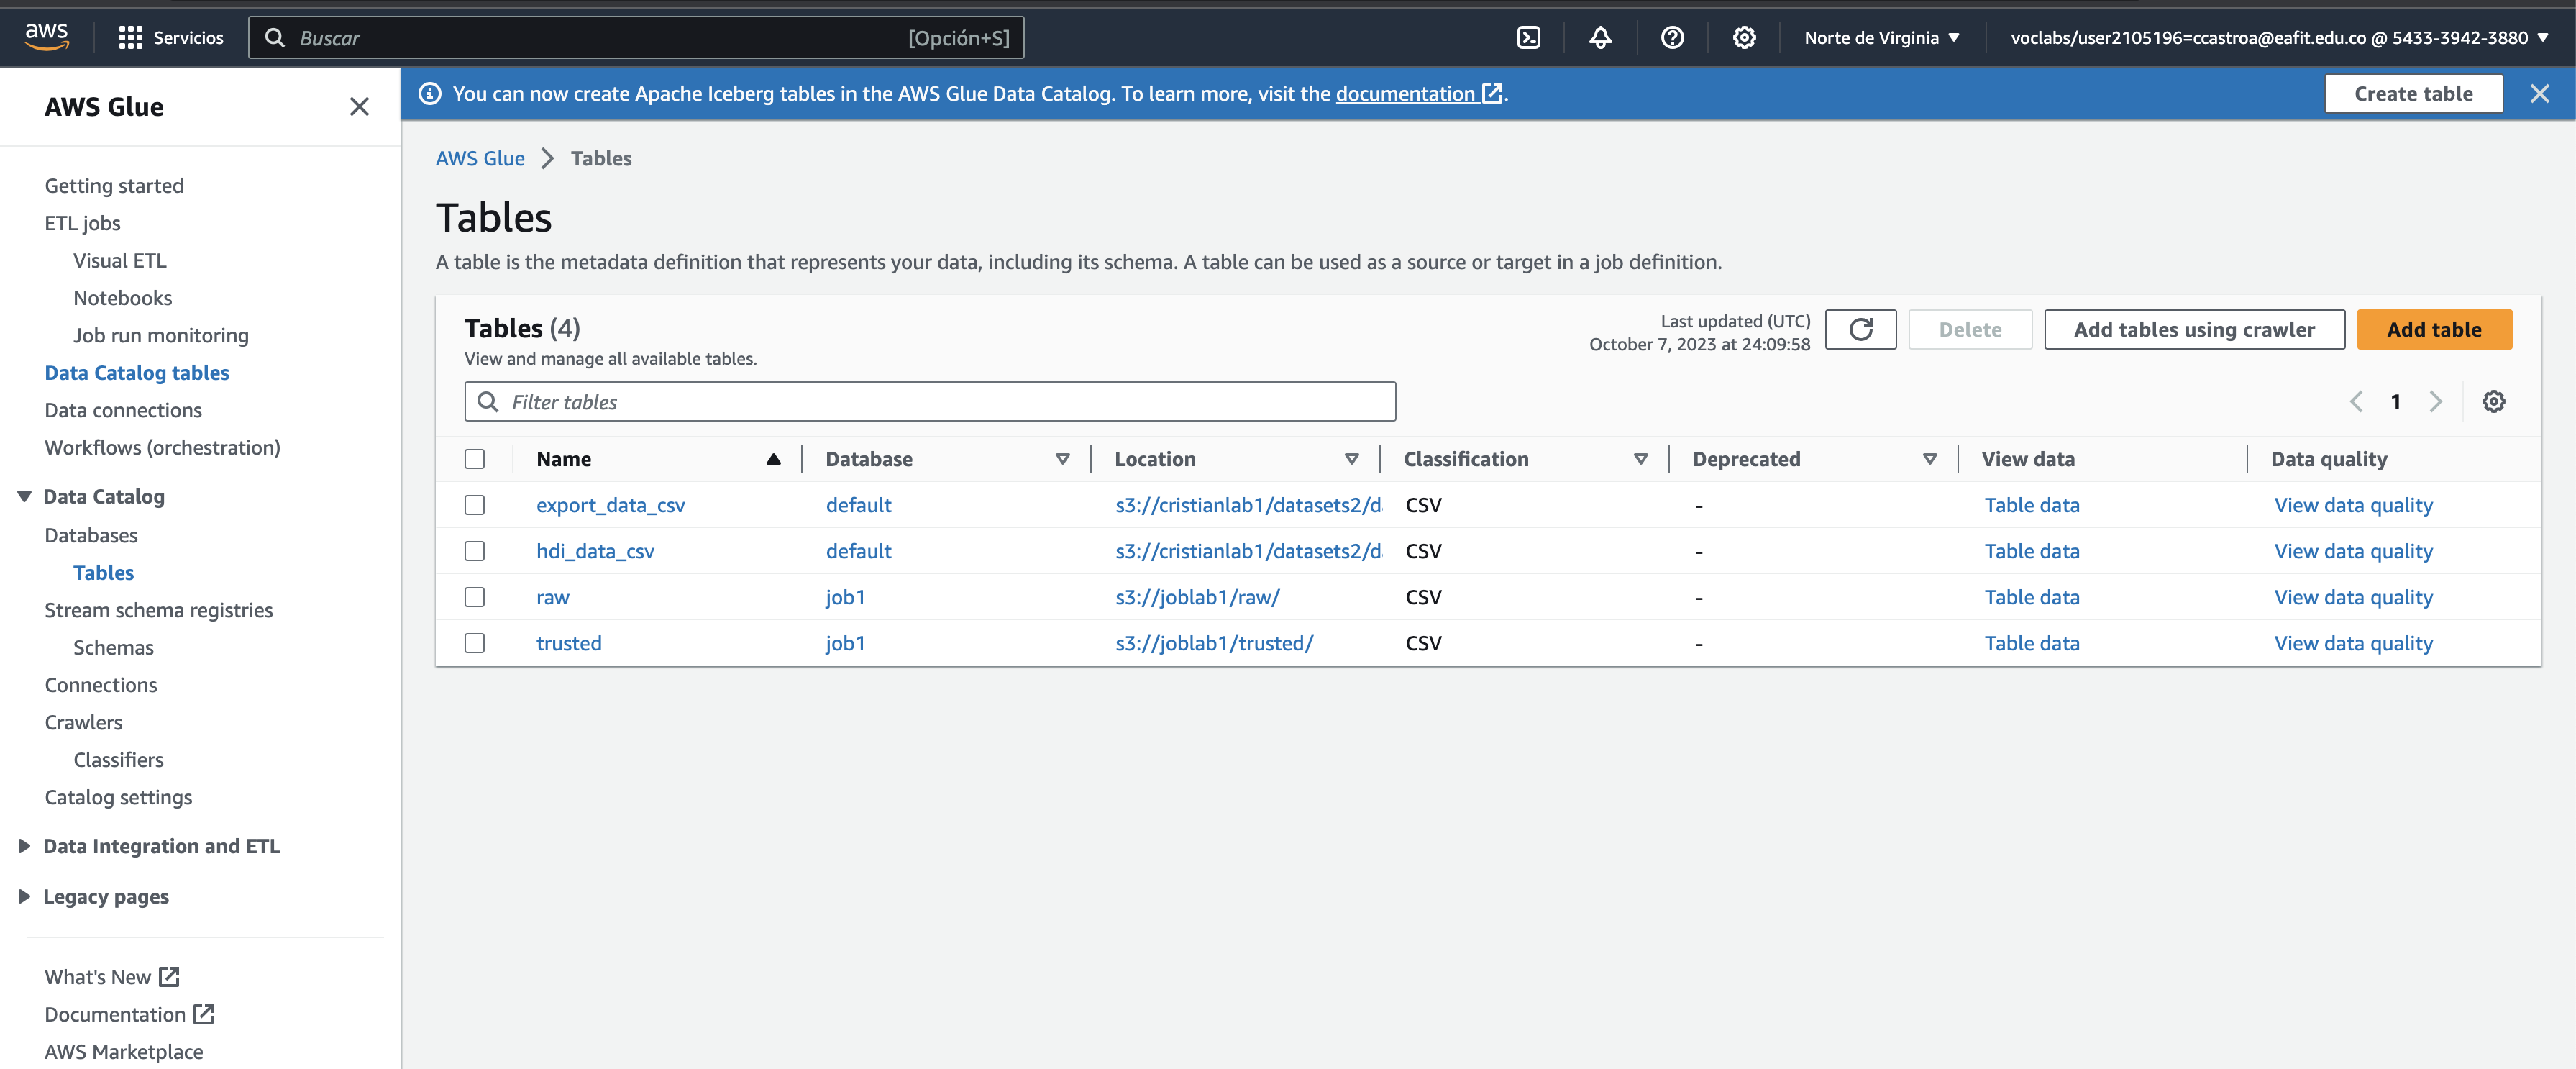 aws
Servicios
Buscar
[Opción+S]
Norte de Virginia
voclabs/user2105196=ccastroa@eafit.edu.co @ 5433-3942-3880
AWS Glue
Getting started
ETL jobs
Visual ETL
Notebooks
Job run monitoring
Data Catalog tables
Data connections
Workflows (orchestration)
Data Catalog
Databases
Tables
Stream schema registries
Schemas
Connections
Crawlers
Classifiers
Catalog settings
Data Integration and ETL
Legacy pages
What's New
Documentation
AWS Marketplace
You can now create Apache Iceberg tables in the AWS Glue Data Catalog. To learn more, visit the documentation.
Create table
AWS Glue > Tables
Tables
A table is the metadata definition that represents your data, including its schema. A table can be used as a source or target in a job definition.
Tables (4)
View and manage all available tables.
Last updated (UTC)
October 7, 2023 at 24:09:58
Delete
Add tables using crawler
Add table
Filter tables
1
Name Database Location Classification Deprecated View data Data quality
export_data_csv default s3://cristianlab1/datasets2/d CSV - Table data View data quality
hdi_data_csv default s3://cristianlab1/datasets2/d CSV - Table data View data quality
raw job1 s3://joblab1/raw/ CSV - Table data View data quality
trusted job1 s3://joblab1/trusted/ CSV - Table data View data quality